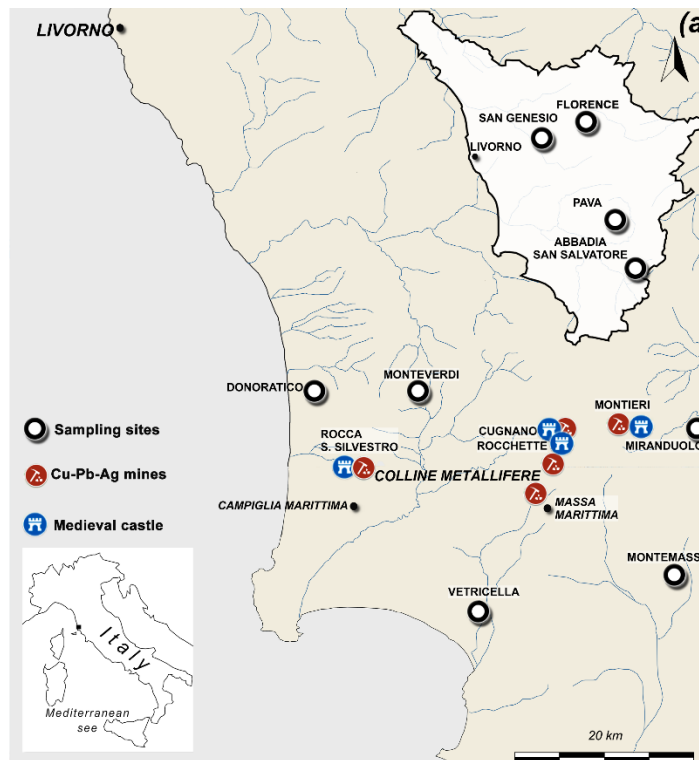 LIVORNO
(a
FLORENCE
SAN GENESIO
LIVORNO
PAVA
ABBADIA
SAN SALVATORE
DONORATICO
MONTEVERDI
MONTIERI
CUGNANO
ROCCHETTE
MIRANDUOLO
ROCCA
S. SILVESTRO
COLLINE METALLIFERE
CAMPIGLIA MARITTIMA
MASSA
MARITTIMA
Sampling sites
Cu-Pb-Ag mines
Medieval castle
MONTEMASS
VETRICELLA
Italy
Mediterranean
see
20 km